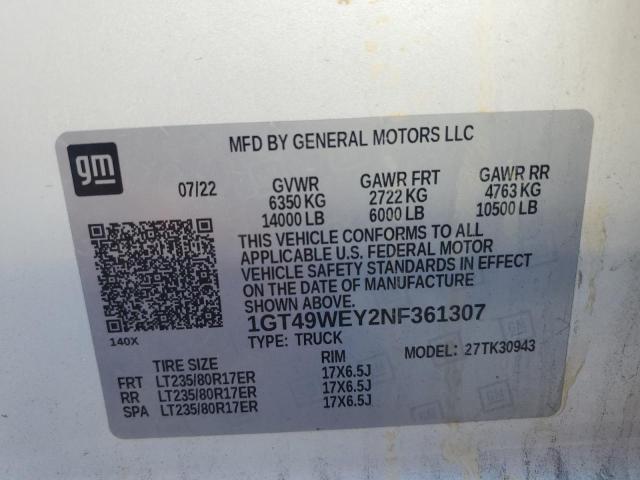 MFD BY GENERAL MOTORS LLC
gm
07/22 GVWR GAWR FRT GAWR RR
6350 KG 2722 KG 4763 KG
14000 LB 6000 LB 10500 LB
THIS VEHICLE CONFORMS TO ALL
APPLICABLE U.S. FEDERAL MOTOR
VEHICLE SAFETY STANDARDS IN EFFECT
ON THE DATE OF MANUFACTURE
SHOWN ABOVE.
1GT49WEY2NF361307
140X
TYPE: TRUCK MODEL: 27TK30943
TIRE SIZE RIM
FRT LT235/80R17ER 17X6.5J
RR LT235/80R17ER 17X6.5J
SPA LT235/80R17ER 17X6.5J